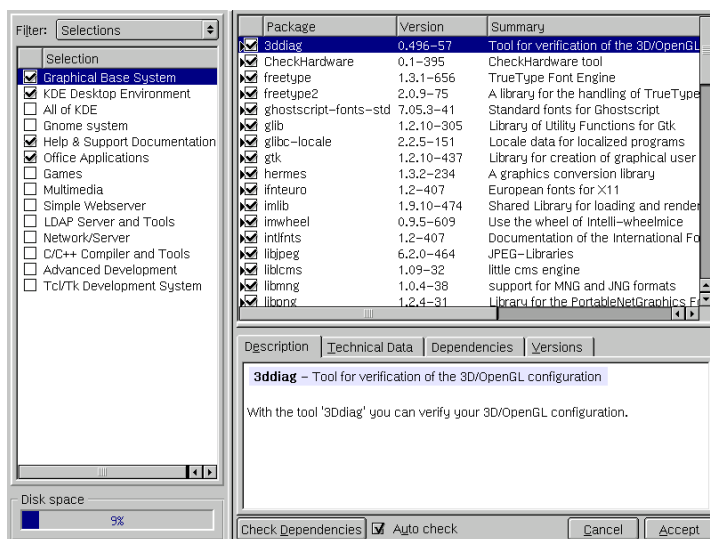 Filter: Selections
Selection
Graphical Base System
KDE Desktop Environment
All of KDE
Gnome system
Help & Support Documentation
Office Applications
Games
Multimedia
Simple Webserver
LDAP Server and Tools
Network/Server
C/C++ Compiler and Tools
Advanced Development
Tcl/Tk Development System
Disk space
9%
Package Version Summary
3ddiag 0.496-57 Tool for verification of the 3D/OpenGL
CheckHardware 0.1-395 CheckHardware tool
freetype 1.3.1-656 TrueType Font Engine
freetype2 2.0.9-75 A library for the handling of TrueType
ghostscript-fonts-std 7.05.3-41 Standard fonts for Ghostscript
glib 1.2.10-305 Library of Utility Functions for Gtk
glibc-locale 2.2.5-151 Locale data for localized programs
gtk 1.2.10-437 Library for creation of graphical user
hermes 1.3.2-234 A graphics conversion library
ifnteuro 1.2-407 European fonts for X11
imlib 1.9.10-474 Shared Library for loading and render
imwheel 0.9.5-609 Use the wheel of Intelli-wheelmice
intlfnts 1.2-407 Documentation of the International Fo
libjpeg 6.2.0-464 JPEG-Libraries
liblcms 1.09-32 little cms engine
libmng 1.0.4-38 support for MNG and JNG formats
libpng 1.2.4-31 Library for the PortableNetGraphics F
Description Technical Data Dependencies Versions
3ddiag - Tool for verification of the 3D/OpenGL configuration
With the tool '3Ddiag' you can verify your 3D/OpenGL configuration.
Check Dependencies Auto check Cancel Accept